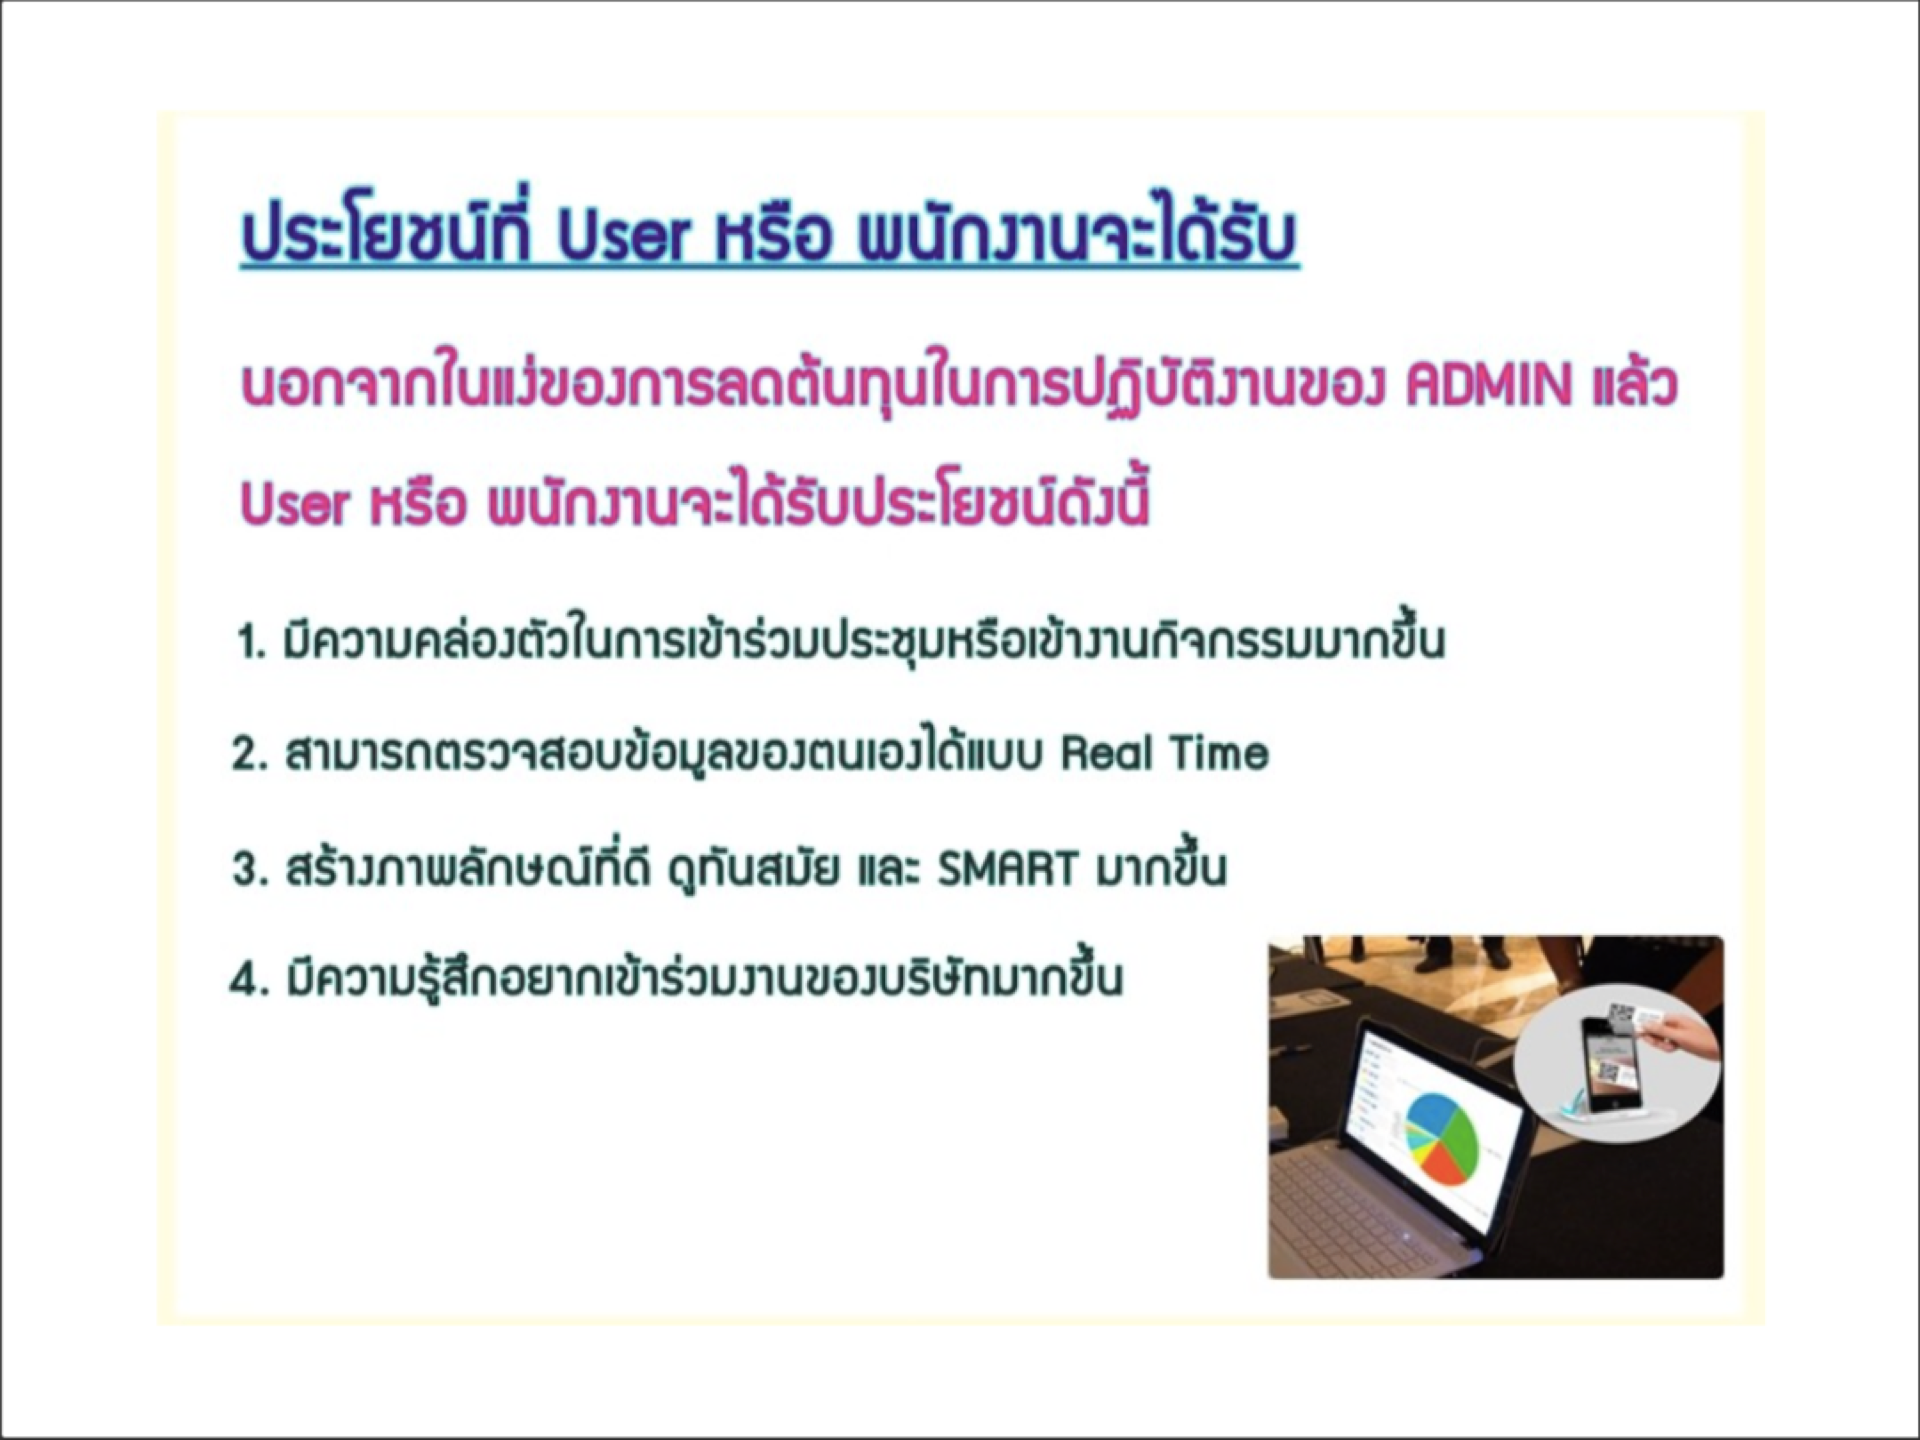 ประโยชน์ที่ User หรือ พนักงานจะได้รับ
นอกจากในแง่ของการลดต้นทุนในการปฏิบัติงานของ ADMIN แล้ว
User หรือ พนักงานจะได้รับประโยชน์ดังนี้
1. มีความคล่องตัวในการเข้าร่วมประชุมหรือเข้างานกิจกรรมมากขึ้น
2. สามารถตรวจสอบข้อมูลของตนเองได้แบบ Real Time
3. สร้างภาพลักษณ์ที่ดี ดูทันสมัย และ SMART มากขึ้น
4. มีความรู้สึกอยากเข้าร่วมงานของบริษัทมากขึ้น